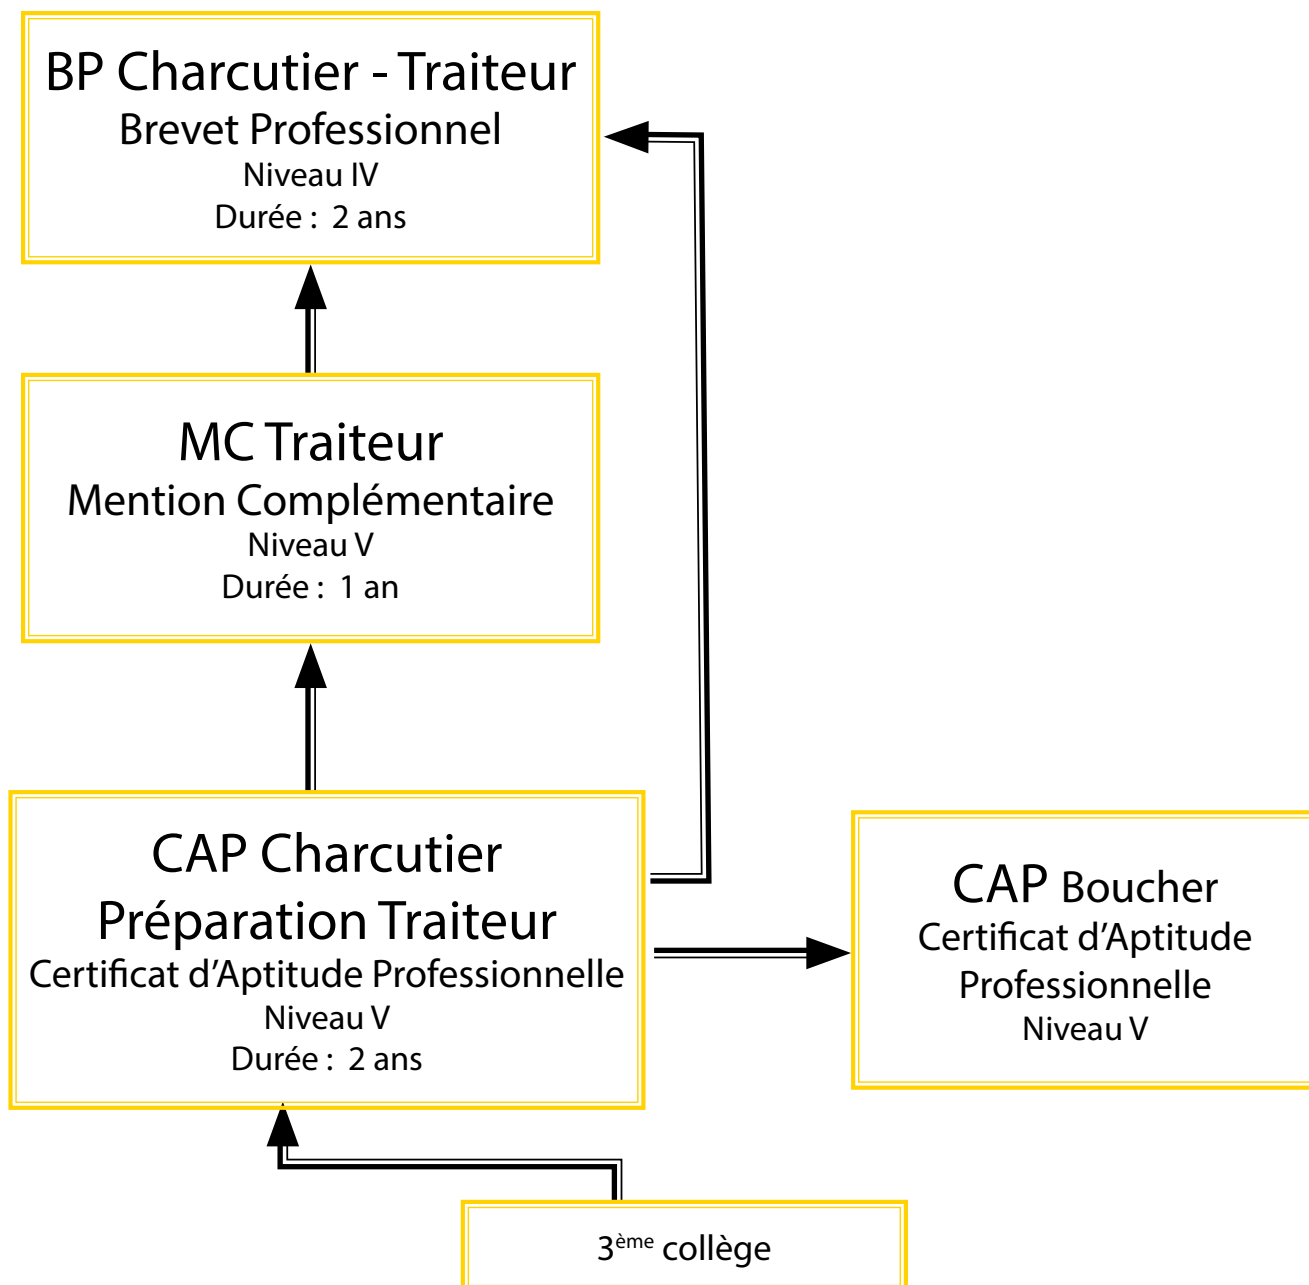 BP Charcutier - Traiteur
Brevet Professionnel
Niveau IV
Durée :  2 ans
MC Traiteur
Mention Complémentaire
Niveau V
Durée :  1 an
CAP Charcutier
Préparation Traiteur
Certificat d'Aptitude Professionnelle
Niveau V
Durée :  2 ans
CAP Boucher
Certificat d'Aptitude
Professionnelle
Niveau V
3ème collège